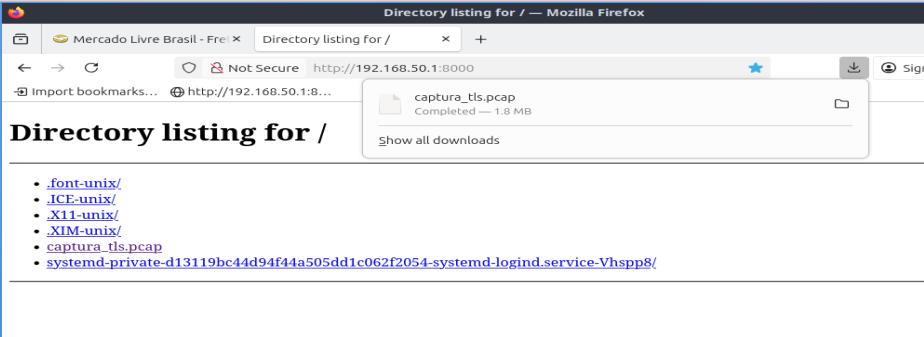 Directory listing for / — Mozilla Firefox
Mercado Livre Brasil - Fre
Directory listing for /
Not Secure http://192.168.50.1:8000
Sig
Import bookmarks... http://192.168.50.1:8...
captura_tls.pcap
Completed — 1.8 MB
Show all downloads
Directory listing for /
.font-unix/
.ICE-unix/
.X11-unix/
.XIM-unix/
captura_tls.pcap
systemd-private-d13119bc44d94f44a505dd1c062f2054-systemd-logind.service-Vhspp8/